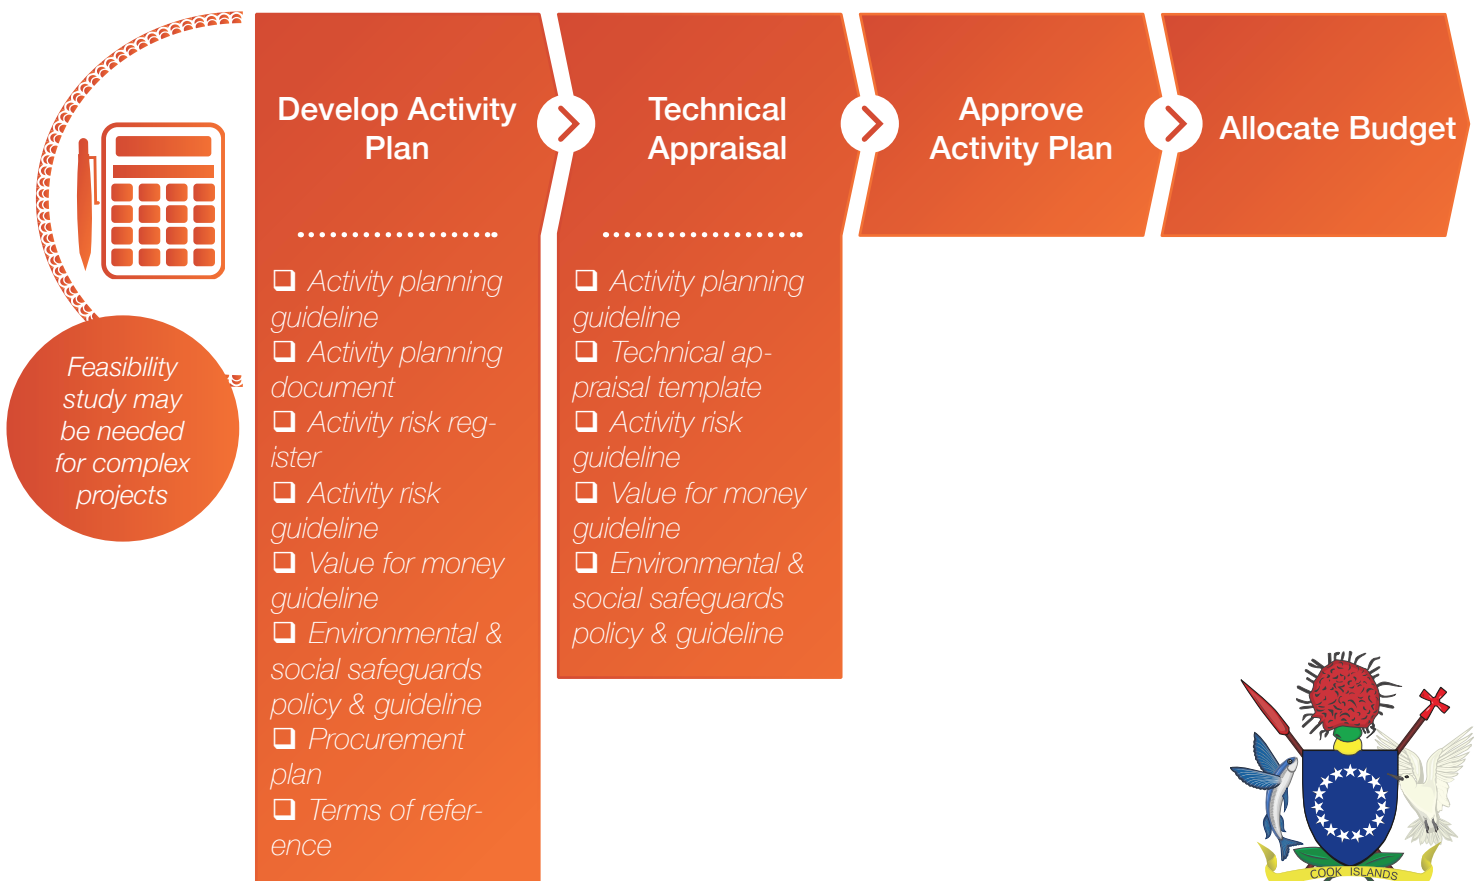 Develop Activity
Plan
Technical
Appraisal
Approve
Activity Plan
Allocate Budget
Feasibility
study may
be needed
for complex
projects
❑ Activity planning
guideline
❑ Activity planning
document
❑ Activity risk reg-
ister
❑ Activity risk
guideline
❑ Value for money
guideline
❑ Environmental &
social safeguards
policy & guideline
❑ Procurement
plan
❑ Terms of refer-
ence
❑ Activity planning
guideline
❑ Technical ap-
praisal template
❑ Activity risk
guideline
❑ Value for money
guideline
❑ Environmental &
social safeguards
policy & guideline
COOK ISLANDS